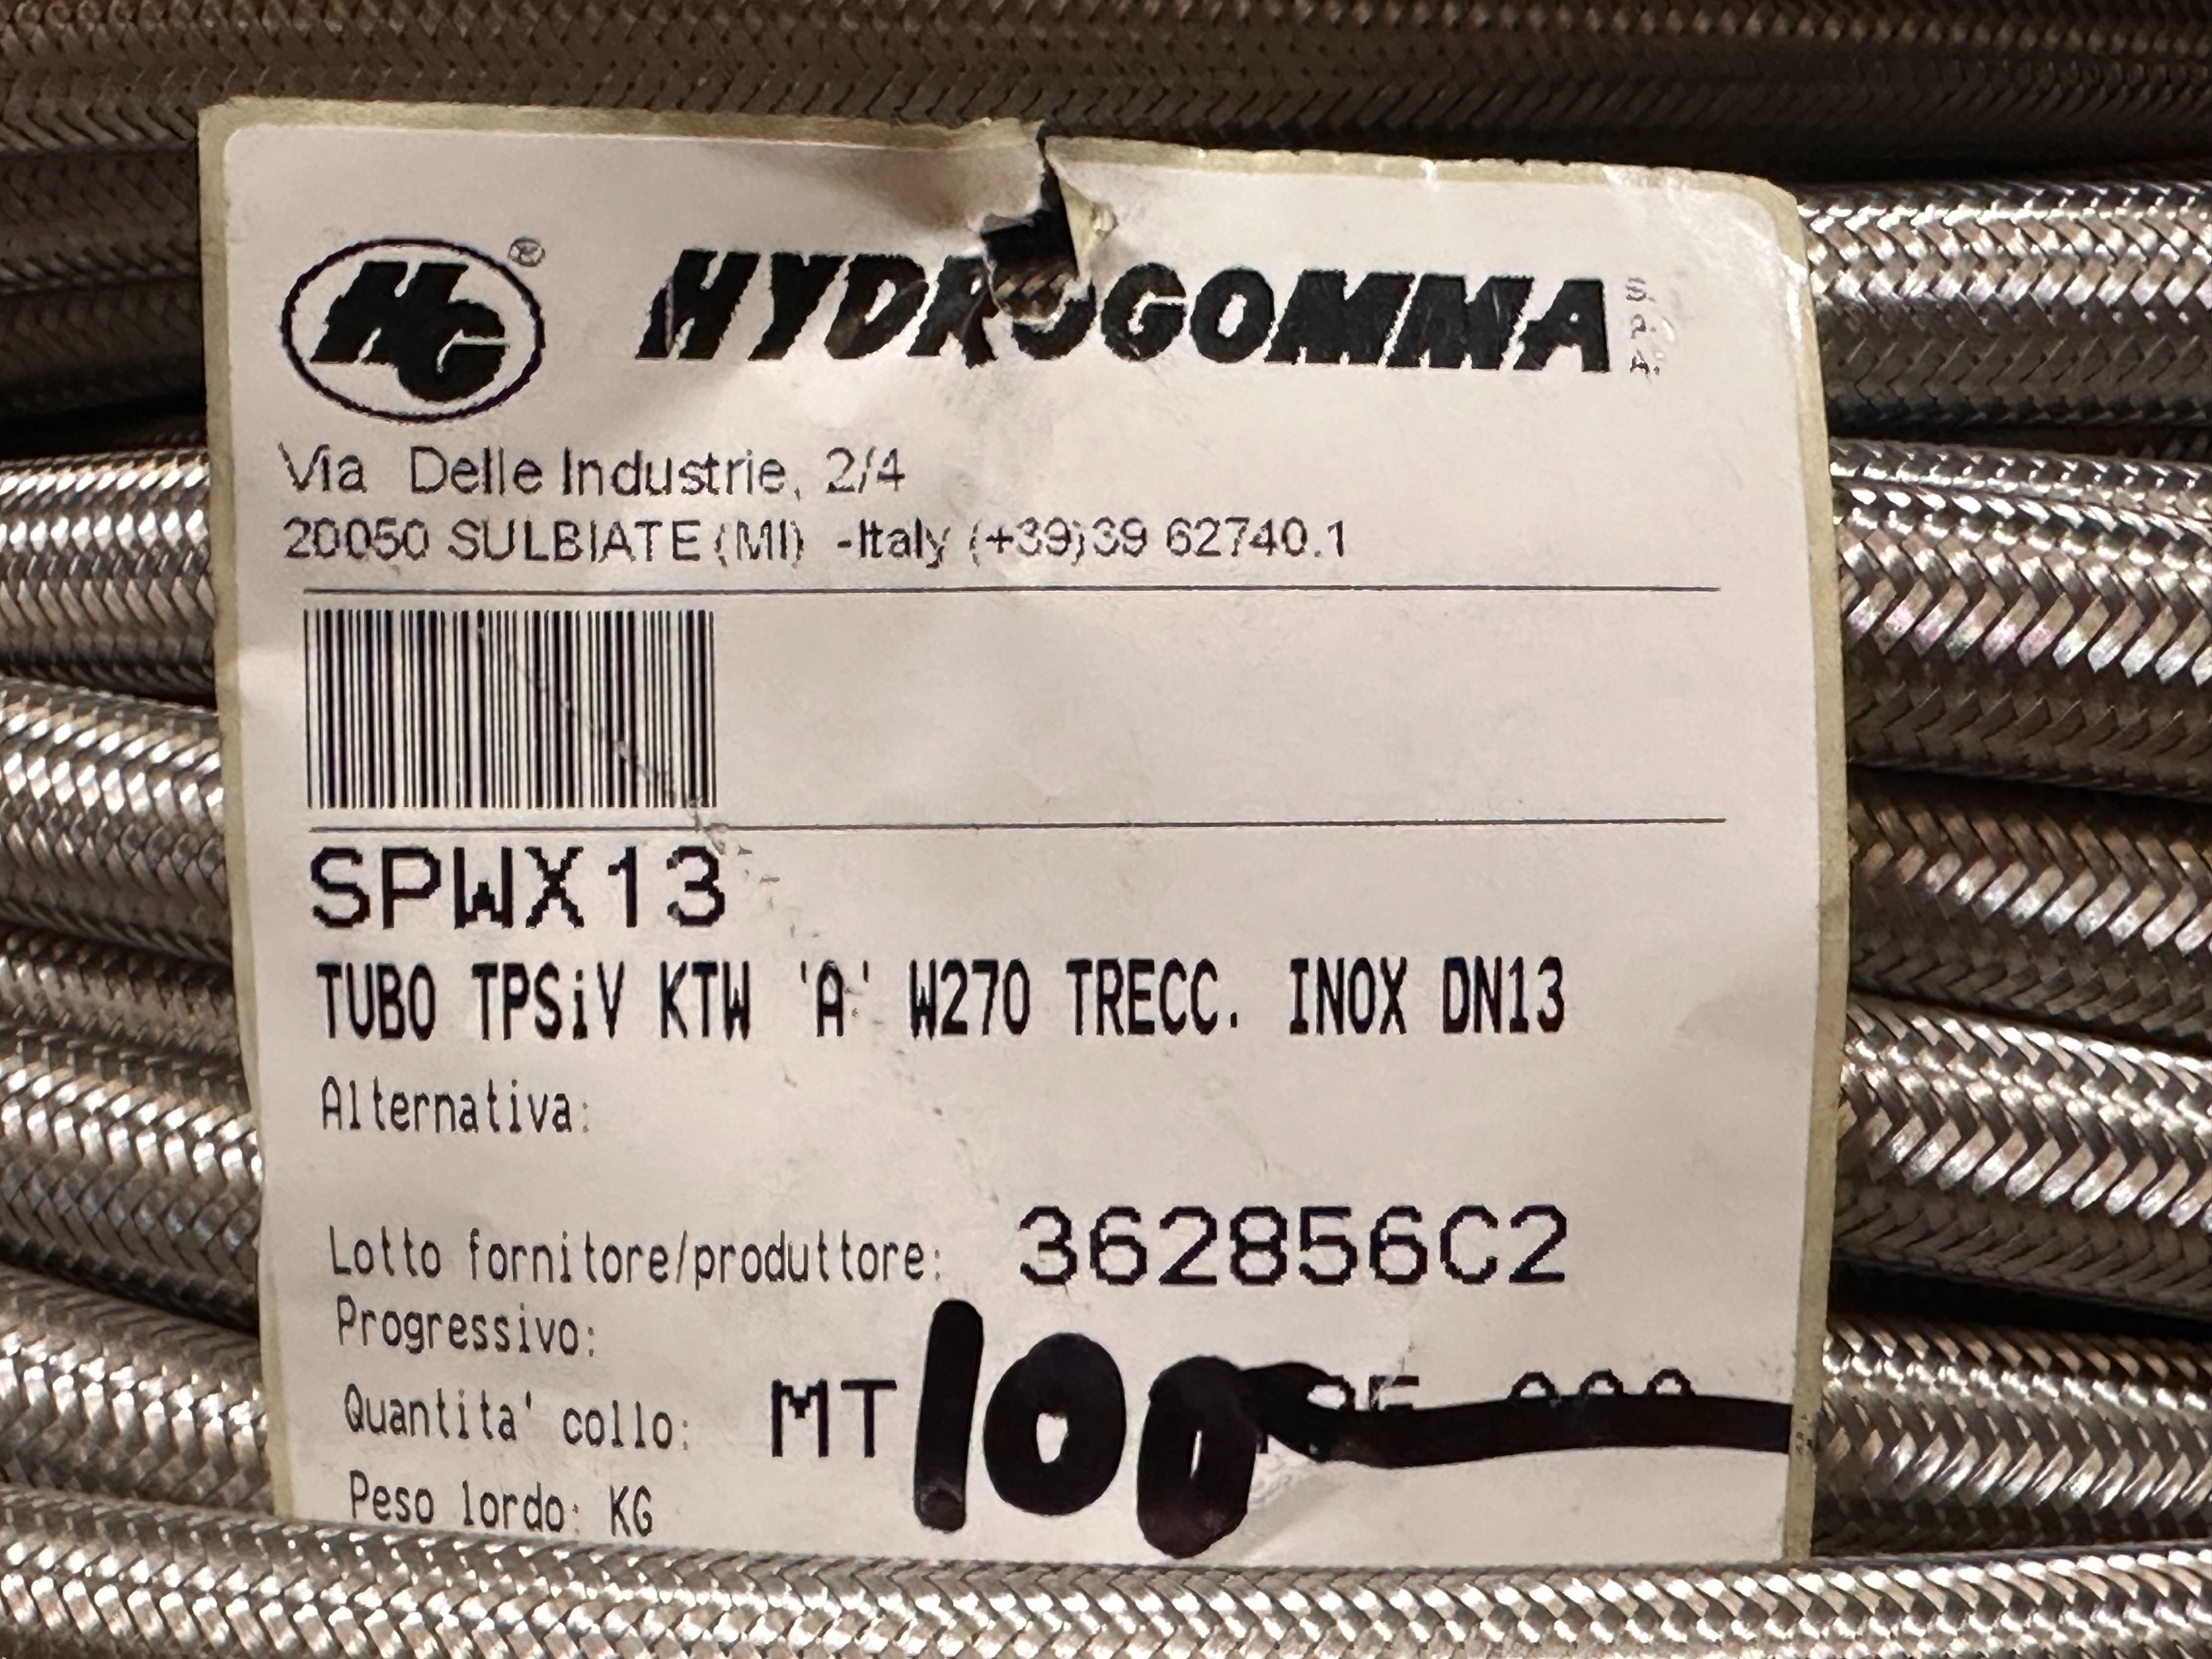 HG® HYDROGOMMA s.p.a.
Via Delle Industrie, 2/4
20050 SULBIATE (MI) -Italy (+39)39 62740.1
SPWX13
TUBO TPSiV KTW 'A' W270 TRECC. INOX DN13
Alternativa:
Lotto fornitore/produttore: 362856C2
Progressivo:
Quantita' collo: MT 100
Peso lordo: KG